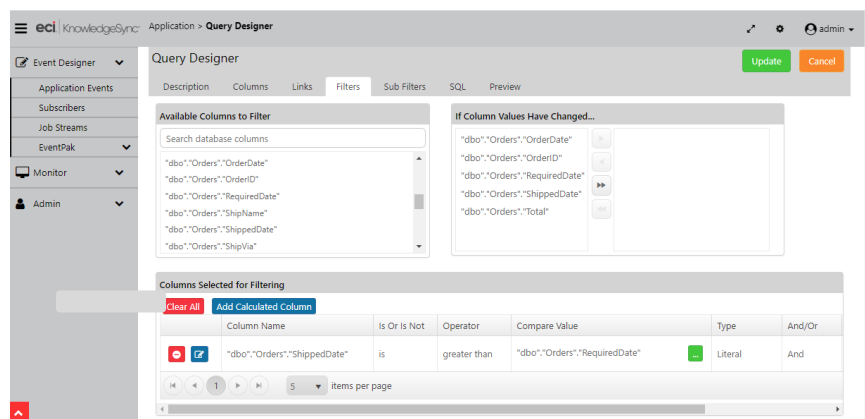 eci KnowledgeSync
Application > Query Designer
admin
Event Designer
Application Events
Subscribers
Job Streams
EventPak
Monitor
Admin
Query Designer
Update
Cancel
Description Columns Links Filters Sub Filters SQL Preview
Available Columns to Filter
Search database columns
"dbo"."Orders"."OrderDate"
"dbo"."Orders"."OrderID"
"dbo"."Orders"."RequiredDate"
"dbo"."Orders"."ShipName"
"dbo"."Orders"."ShippedDate"
"dbo"."Orders"."ShipVia"
If Column Values Have Changed...
"dbo"."Orders"."OrderDate"
"dbo"."Orders"."OrderID"
"dbo"."Orders"."RequiredDate"
"dbo"."Orders"."ShippedDate"
"dbo"."Orders"."Total"
Columns Selected for Filtering
Clear All Add Calculated Column
Column Name Is Or Is Not Operator Compare Value Type And/Or
"dbo"."Orders"."ShippedDate" is greater than "dbo"."Orders"."RequiredDate" ... Literal And
1 5 items per page